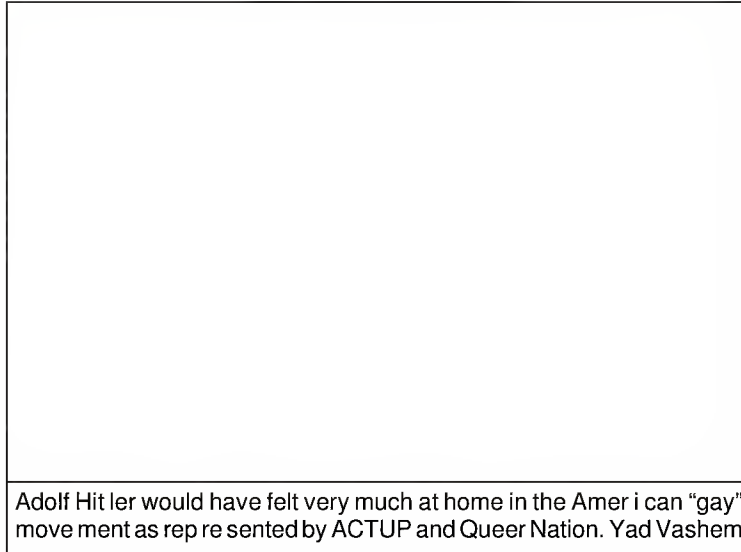 Adolf Hit ler would have felt very much at home in the Amer i can “gay”
move ment as rep re sented by ACTUP and Queer Nation. Yad Vashem